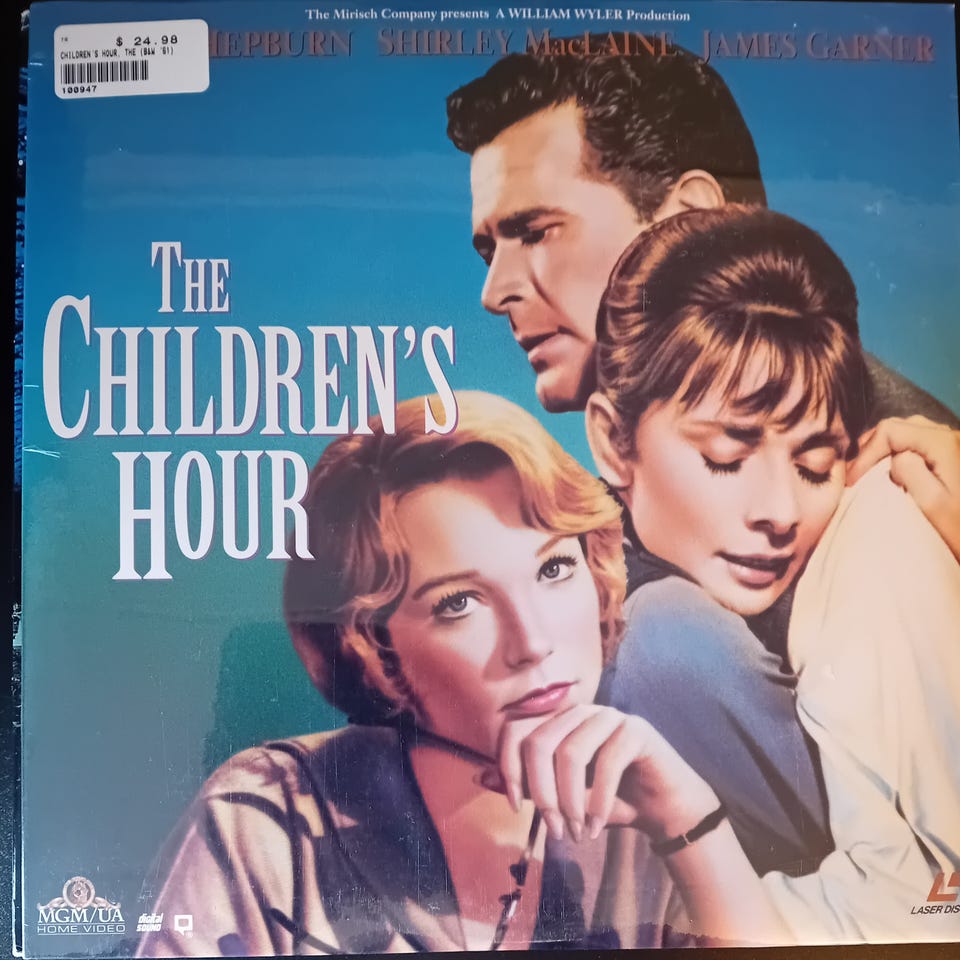 The Mirisch Company presents A WILLIAM WYLER Production
HEPBURN SHIRLEY MacLAINE JAMES GARNER
TR $ 24.98
CHILDREN'S HOUR, THE (B&W '61)
100947
THE
CHILDREN'S
HOUR
MGM/UA
HOME VIDEO
digital
SOUND
LASER DIS